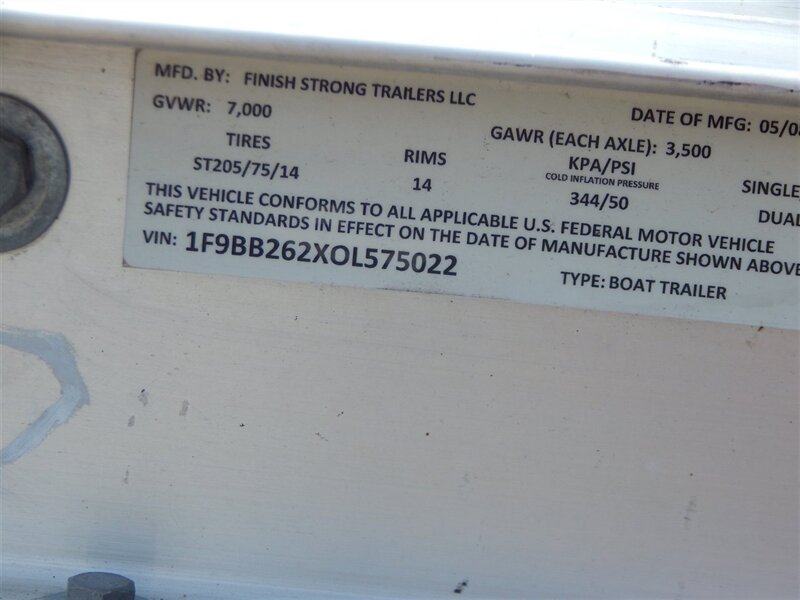 MFD. BY: FINISH STRONG TRAILERS LLC
DATE OF MFG: 05/0
GVWR: 7,000
GAWR (EACH AXLE): 3,500
TIRES RIMS KPA/PSI
COLD INFLATION PRESSURE
ST205/75/14 14 344/50
SINGLE
DUAL
THIS VEHICLE CONFORMS TO ALL APPLICABLE U.S. FEDERAL MOTOR VEHICLE
SAFETY STANDARDS IN EFFECT ON THE DATE OF MANUFACTURE SHOWN ABOVE
VIN: 1F9BB262XOL575022
TYPE: BOAT TRAILER